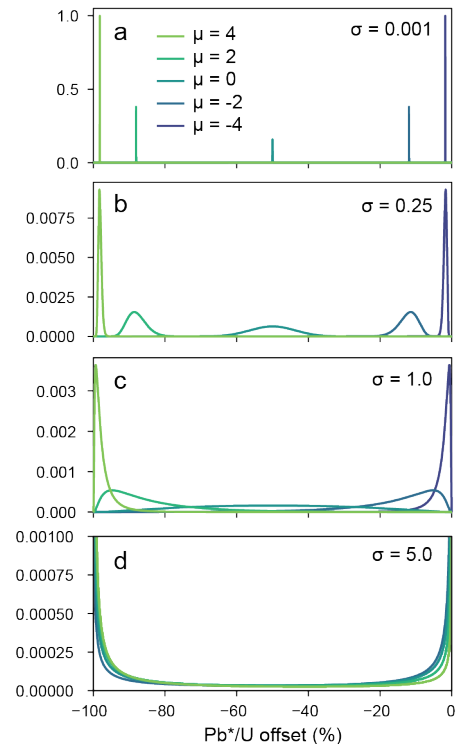 a
μ = 4
μ = 2
μ = 0
μ = -2
μ = -4
σ = 0.001
1.0
0.5
0.0
b
σ = 0.25
0.0075
0.0050
0.0025
0.0000
c
σ = 1.0
0.003
0.002
0.001
0.000
d
σ = 5.0
0.00100
0.00075
0.00050
0.00025
0.00000
−100 −80 −60 −40 −20 0
Pb*/U offset (%)